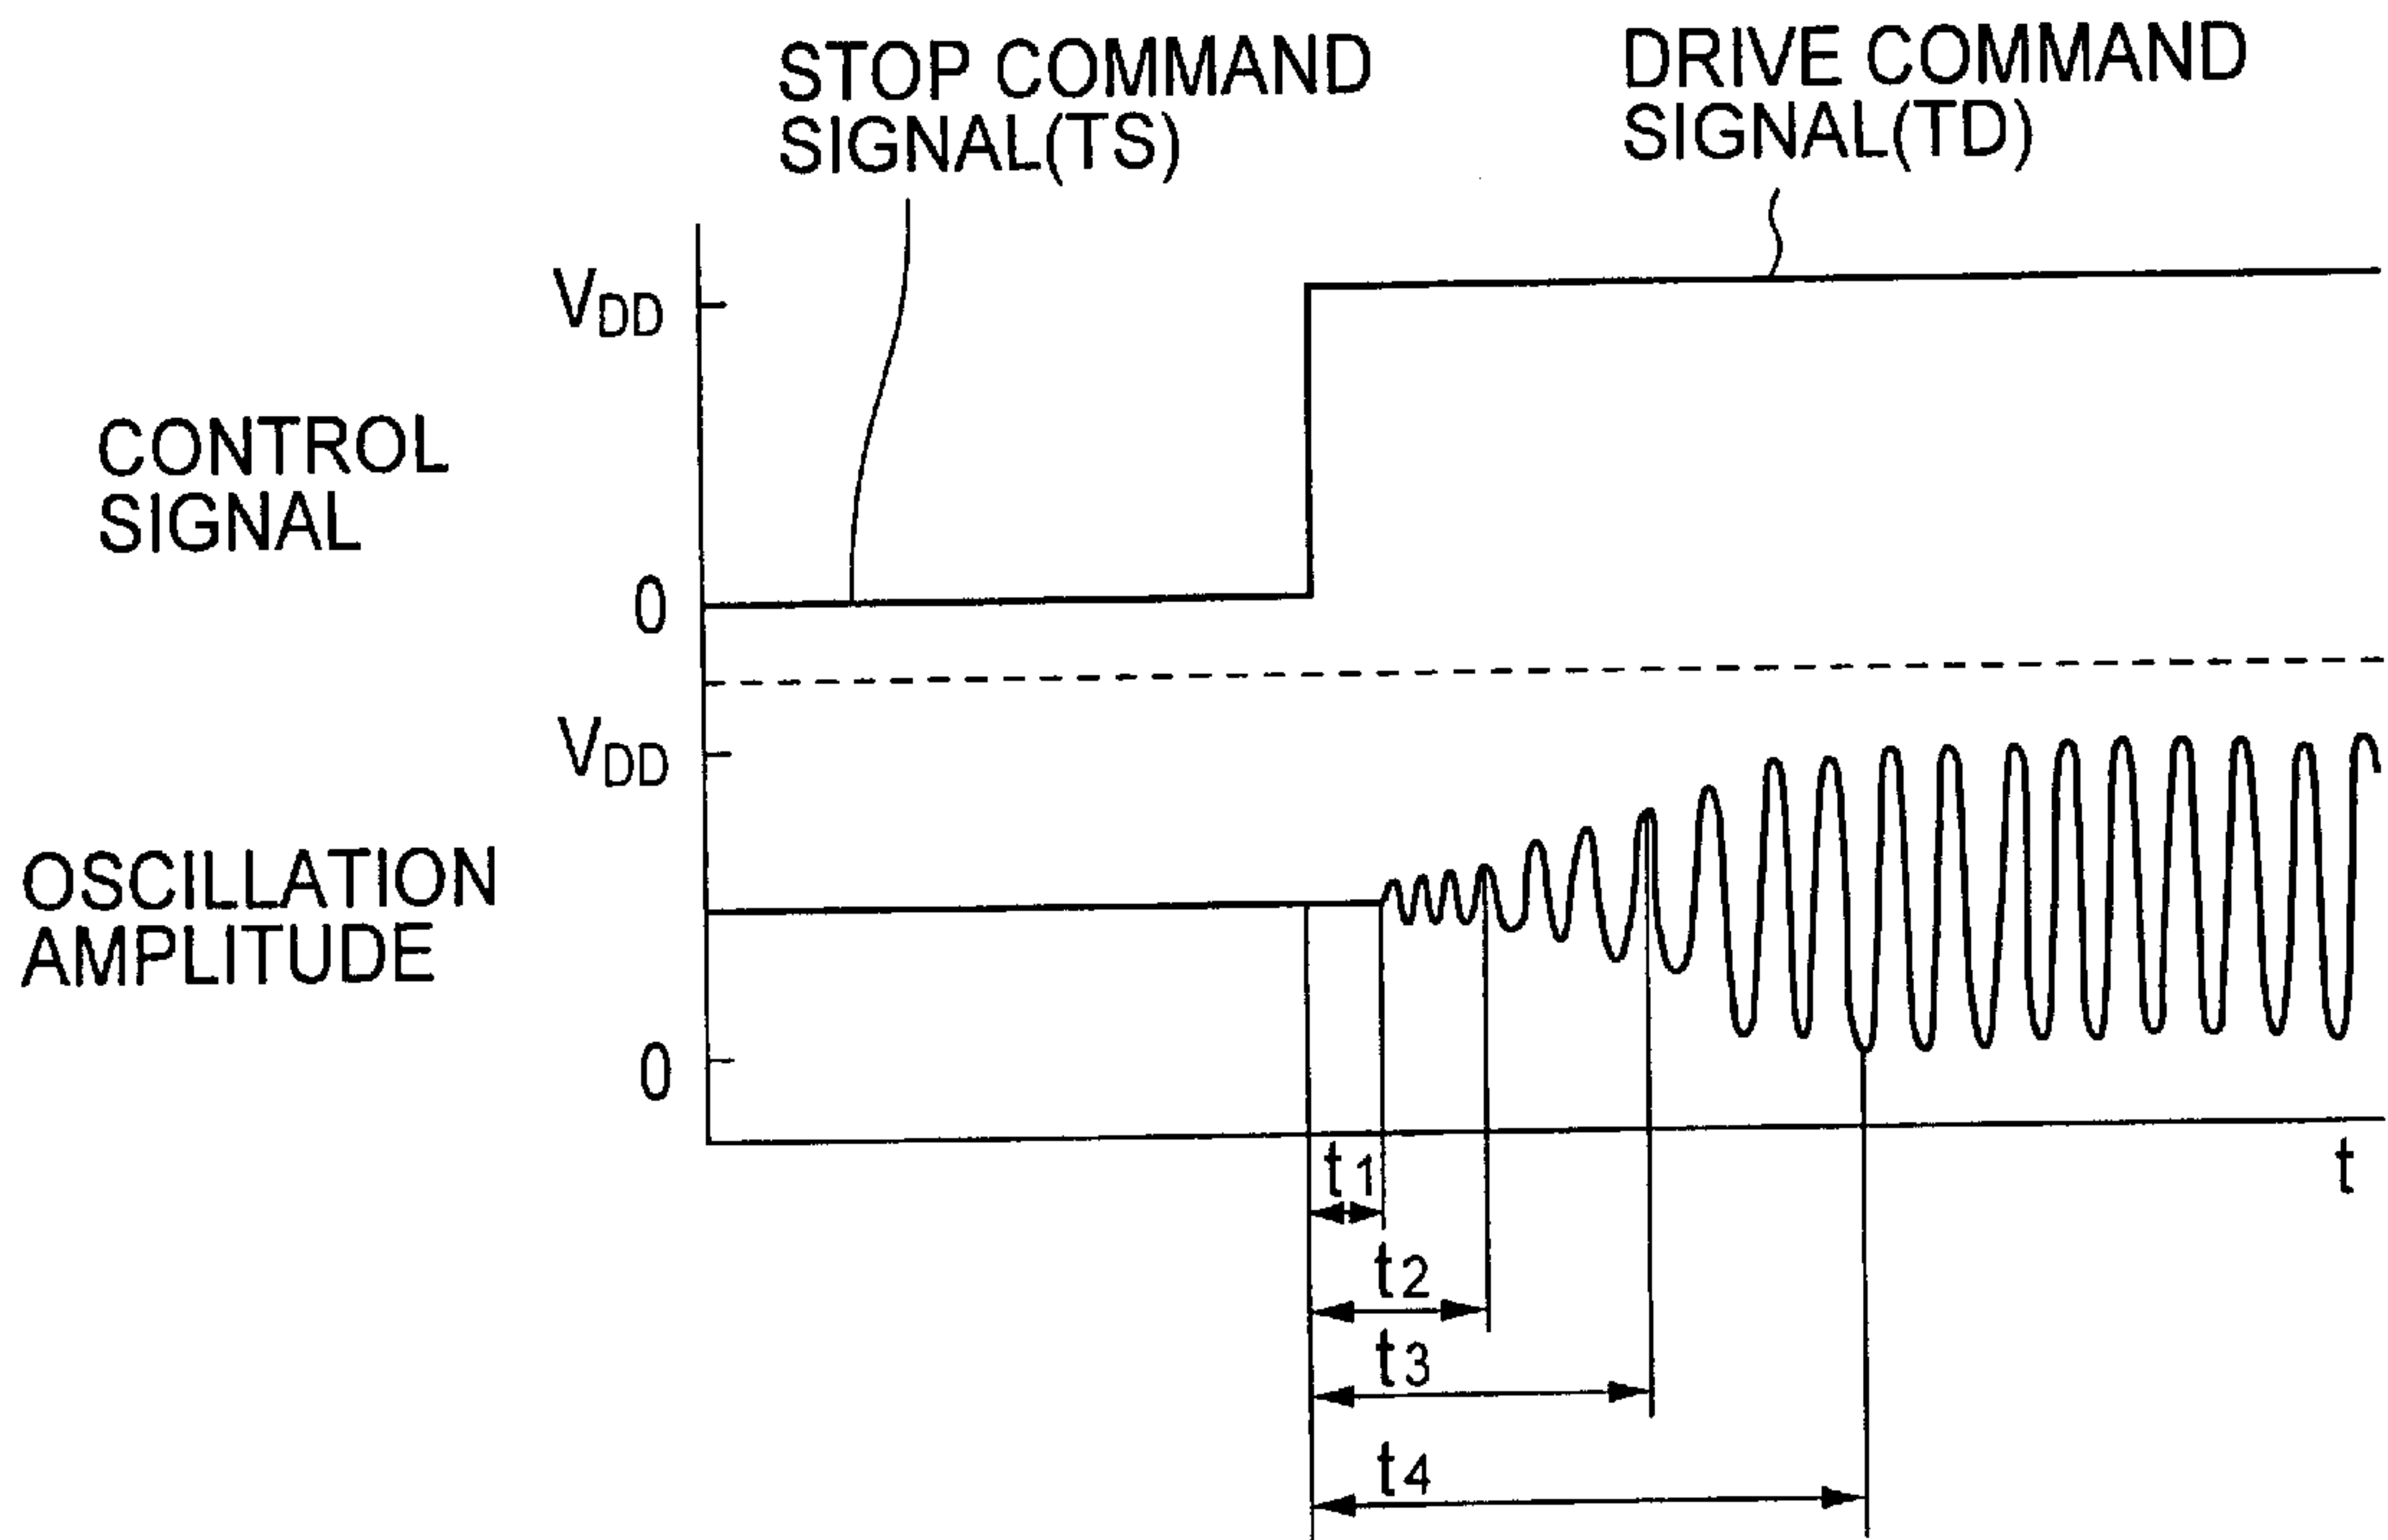 STOP COMMAND
SIGNAL(TS)
DRIVE COMMAND
SIGNAL(TD)
VDD
CONTROL
SIGNAL
0
VDD
OSCILLATION
AMPLITUDE
0
t
t1
t2
t3
t4